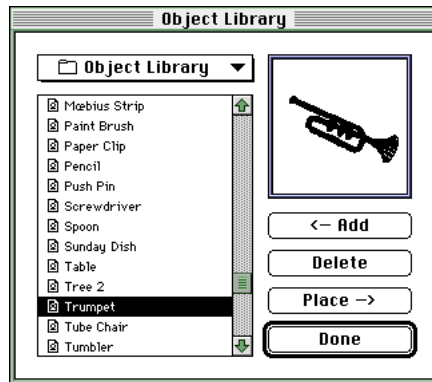 Object Library
Object Library
Mœbius Strip
Paint Brush
Paper Clip
Pencil
Push Pin
Screwdriver
Spoon
Sunday Dish
Table
Tree 2
Trumpet
Tube Chair
Tumbler
<– Add
Delete
Place –>
Done